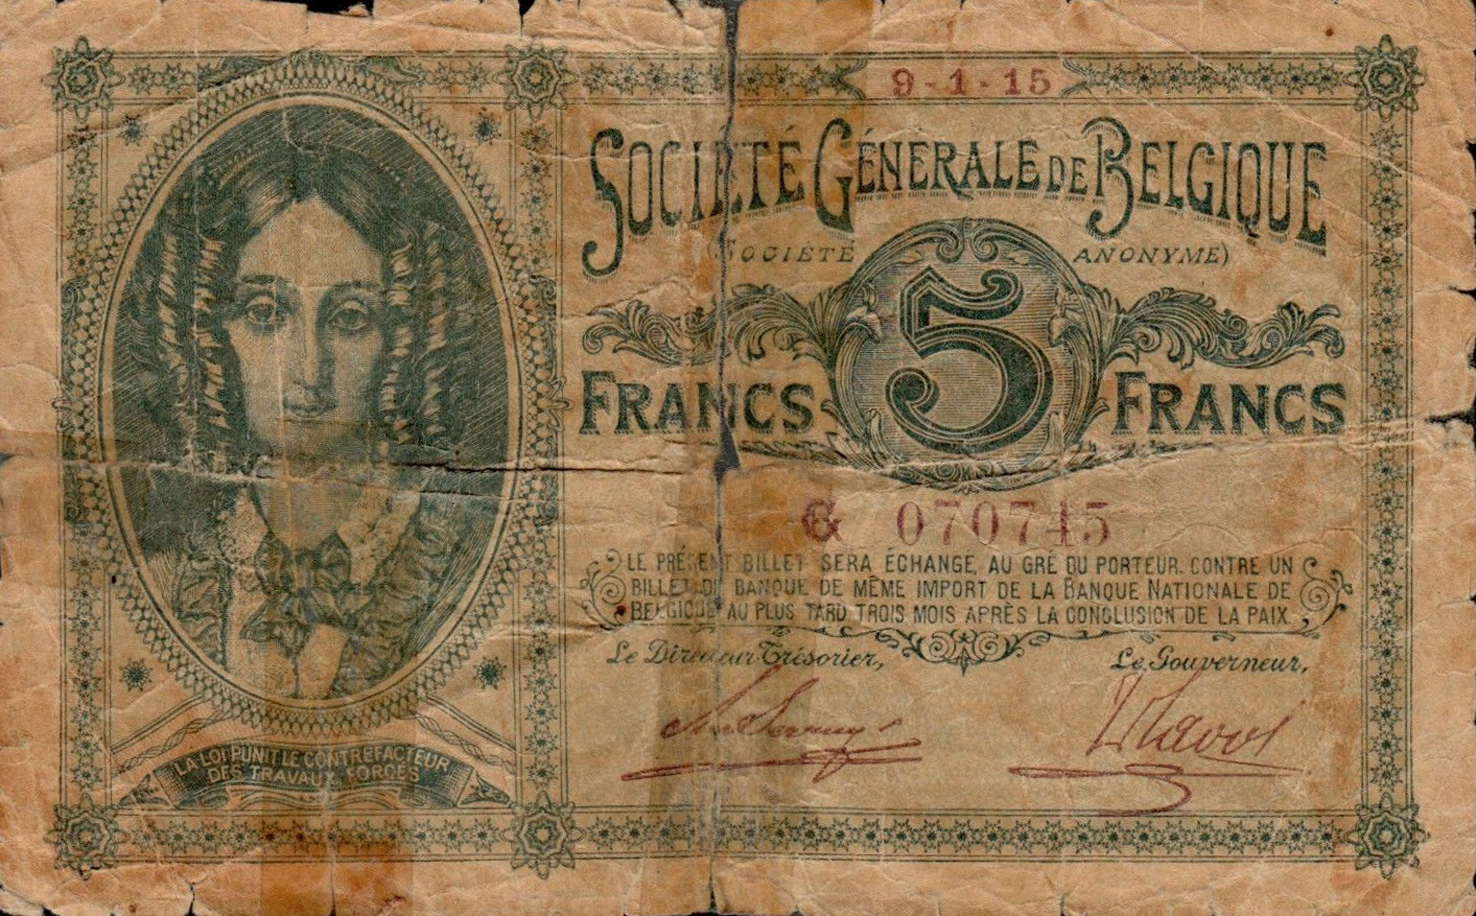 9-1-15
SOCIÉTÉ GÉNÉRALE DE BELGIQUE
(SOCIÉTÉ ANONYME)
FRANCS 5 FRANCS
G 070745
LE PRÉSENT BILLET SERA ÉCHANGE, AU GRÉ DU PORTEUR, CONTRE UN
BILLET DE BANQUE DE MÊME IMPORT DE LA BANQUE NATIONALE DE
BELGIQUE AU PLUS TARD TROIS MOIS APRÈS LA CONCLUSION DE LA PAIX.
Le Directeur-Trésorier, Le Gouverneur,
LA LOI PUNIT LE CONTREFACTEUR
DES TRAVAUX FORCÉS